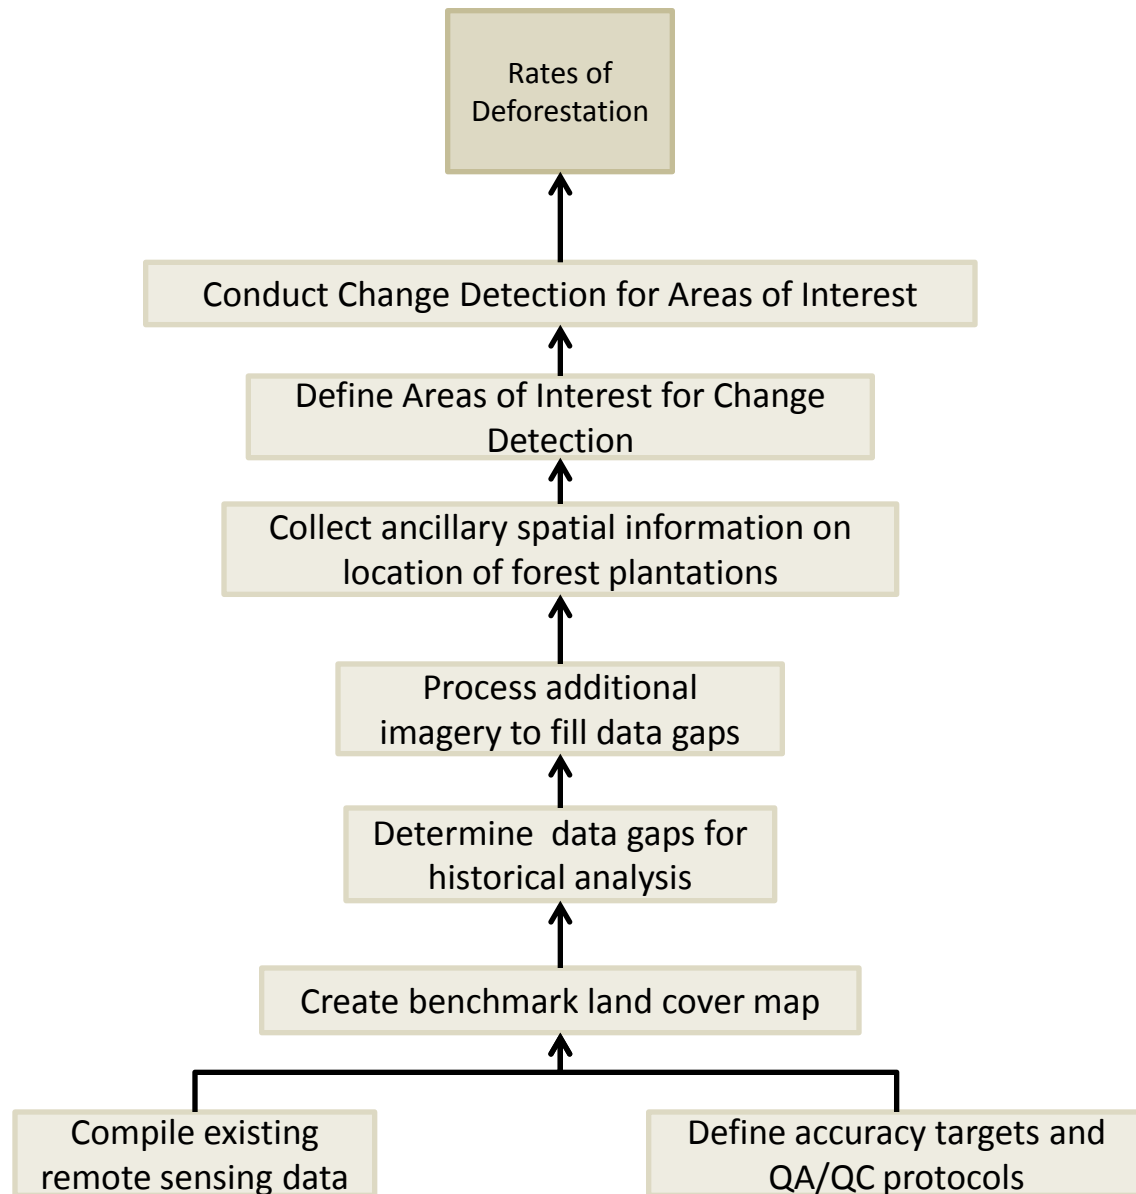 Rates of
Deforestation
Conduct Change Detection for Areas of Interest
Define Areas of Interest for Change
Detection
Collect ancillary spatial information on
location of forest plantations
Process additional
imagery to fill data gaps
Determine  data gaps for
historical analysis
Create benchmark land cover map
Compile existing
remote sensing data
Define accuracy targets and
QA/QC protocols